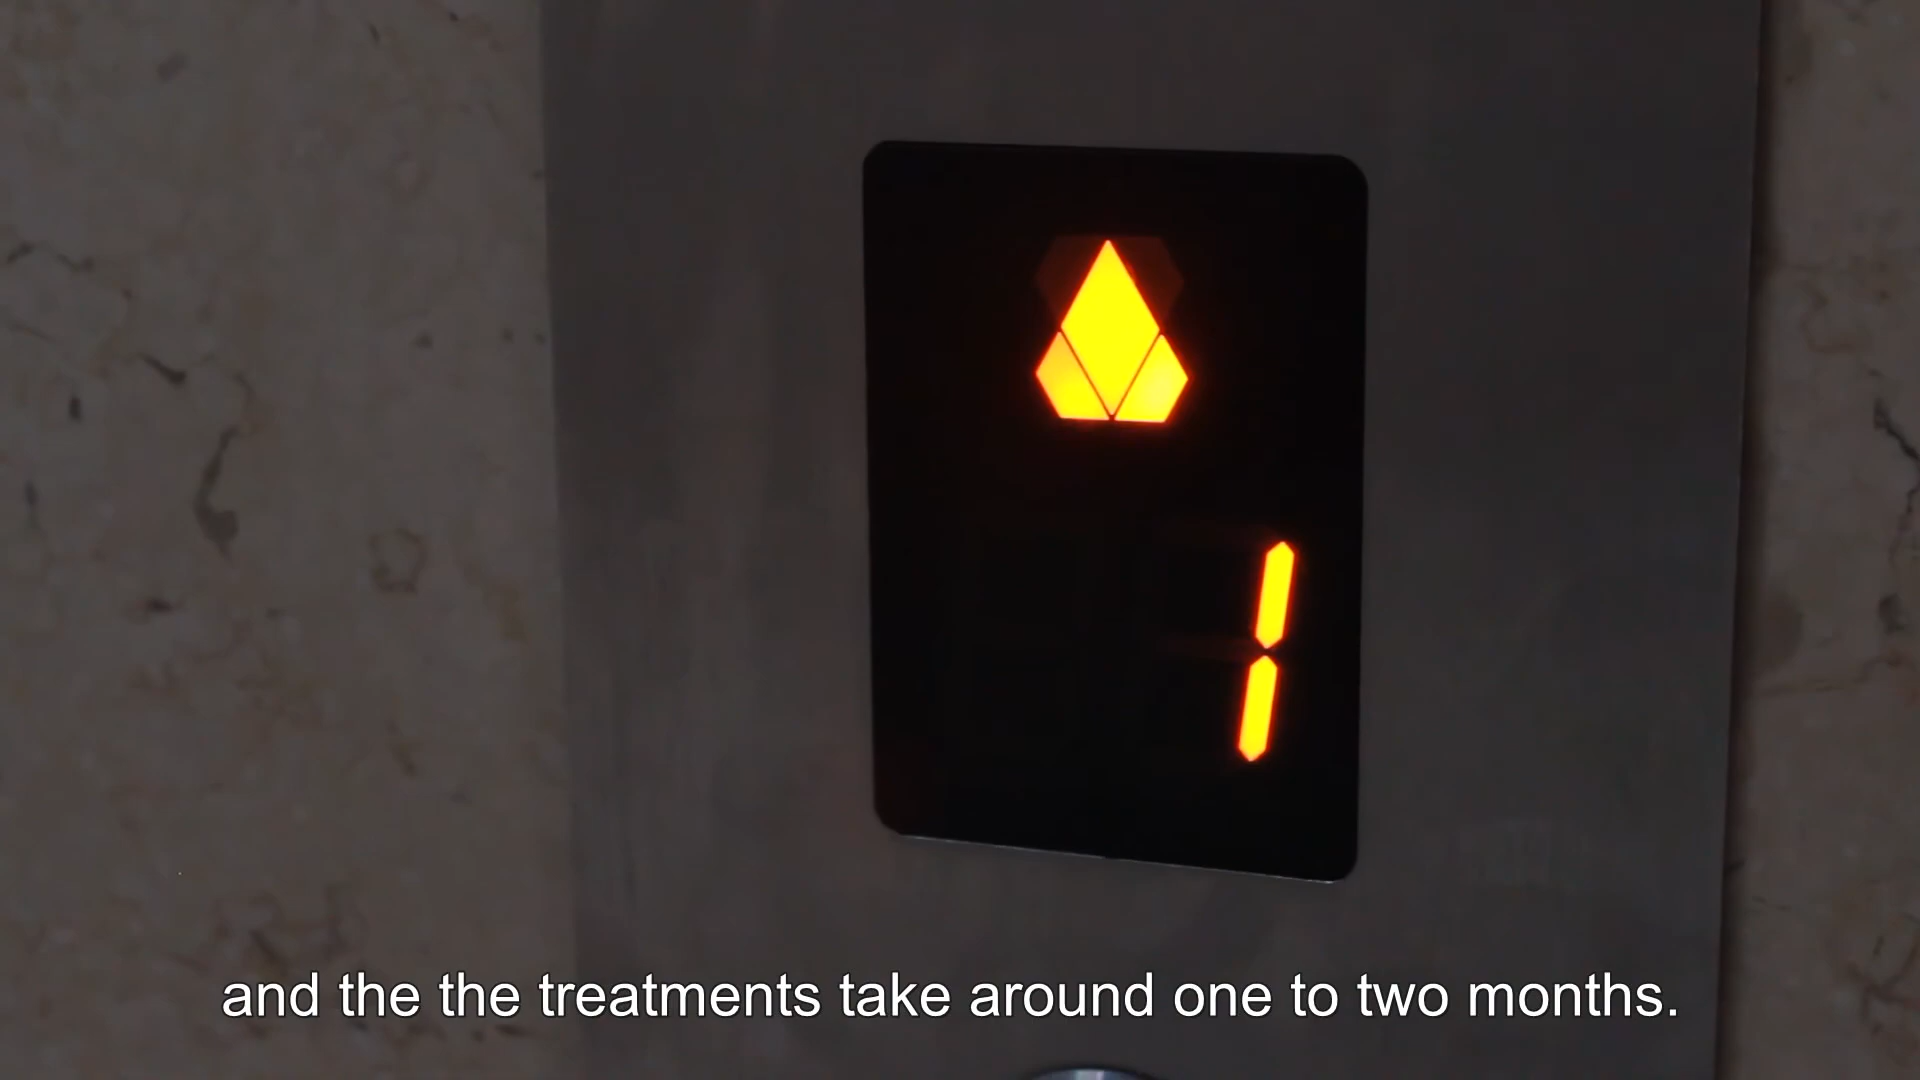 1
and the the treatments take around one to two months.